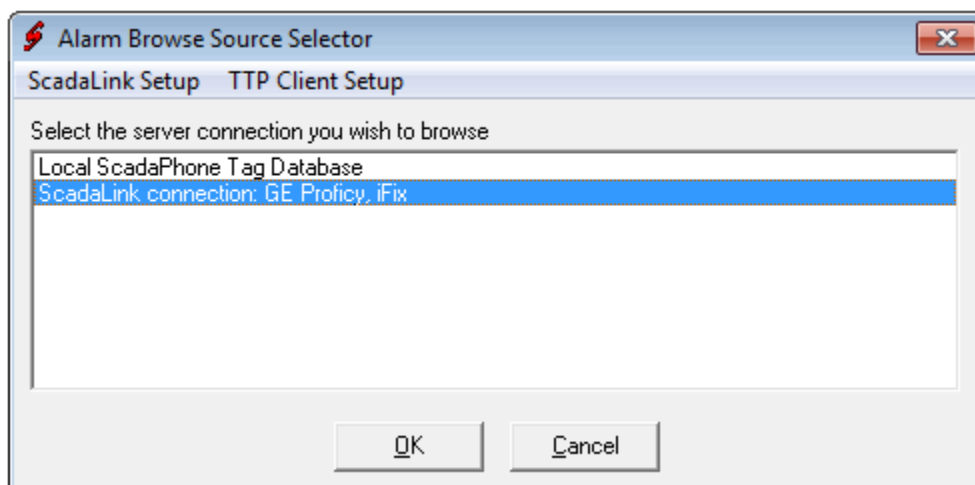 Alarm Browse Source Selector
ScadaLink Setup TTP Client Setup
Select the server connection you wish to browse
Local ScadaPhone Tag Database
ScadaLink connection: GE Proficy, iFix
OK Cancel